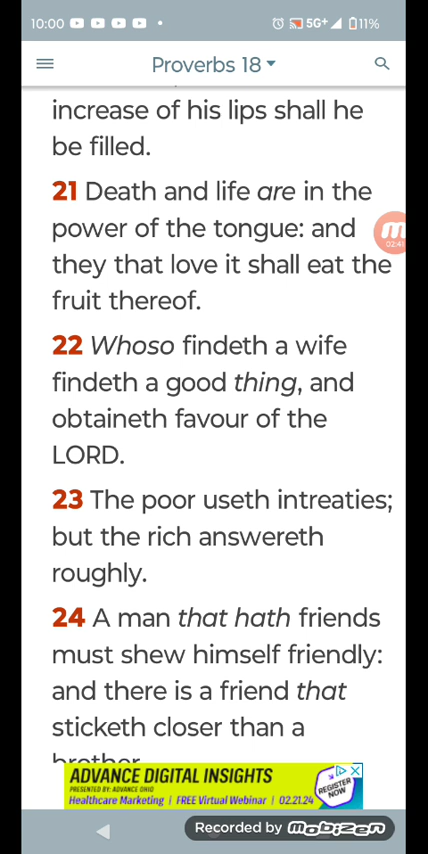 10:00
5G+
11%
Proverbs 18
increase of his lips shall he
be filled.
21 Death and life are in the
power of the tongue: and
they that love it shall eat the
fruit thereof.
22 Whoso findeth a wife
findeth a good thing, and
obtaineth favour of the
LORD.
23 The poor useth intreaties;
but the rich answereth
roughly.
24 A man that hath friends
must shew himself friendly:
and there is a friend that
sticketh closer than a
brother.
02:41
ADVANCE DIGITAL INSIGHTS
PRESENTED BY: ADVANCE OHIO
Healthcare Marketing | FREE Virtual Webinar | 02.21.24
REGISTER
NOW
Recorded by Mobizen